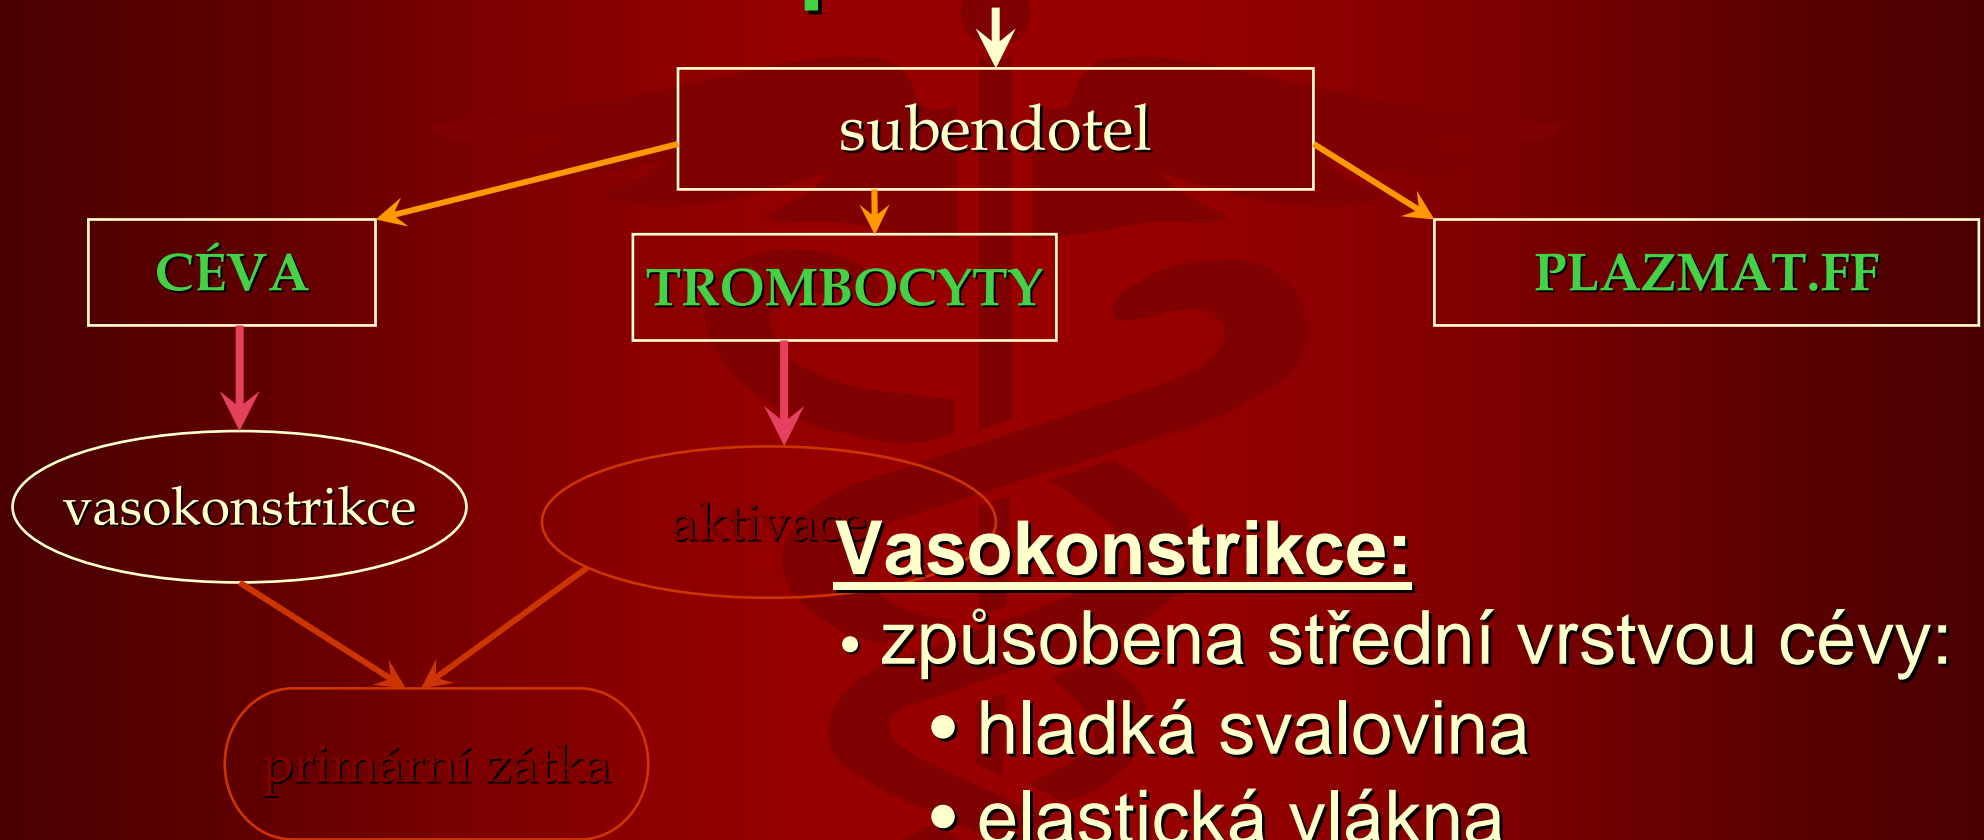 subendotel
CÉVA
TROMBOCYTY
PLAZMAT.FF
vasokonstrikce
aktivace
Vasokonstrikce:
• způsobena střední vrstvou cévy:
• hladká svalovina
• elastická vlákna
primární zátka